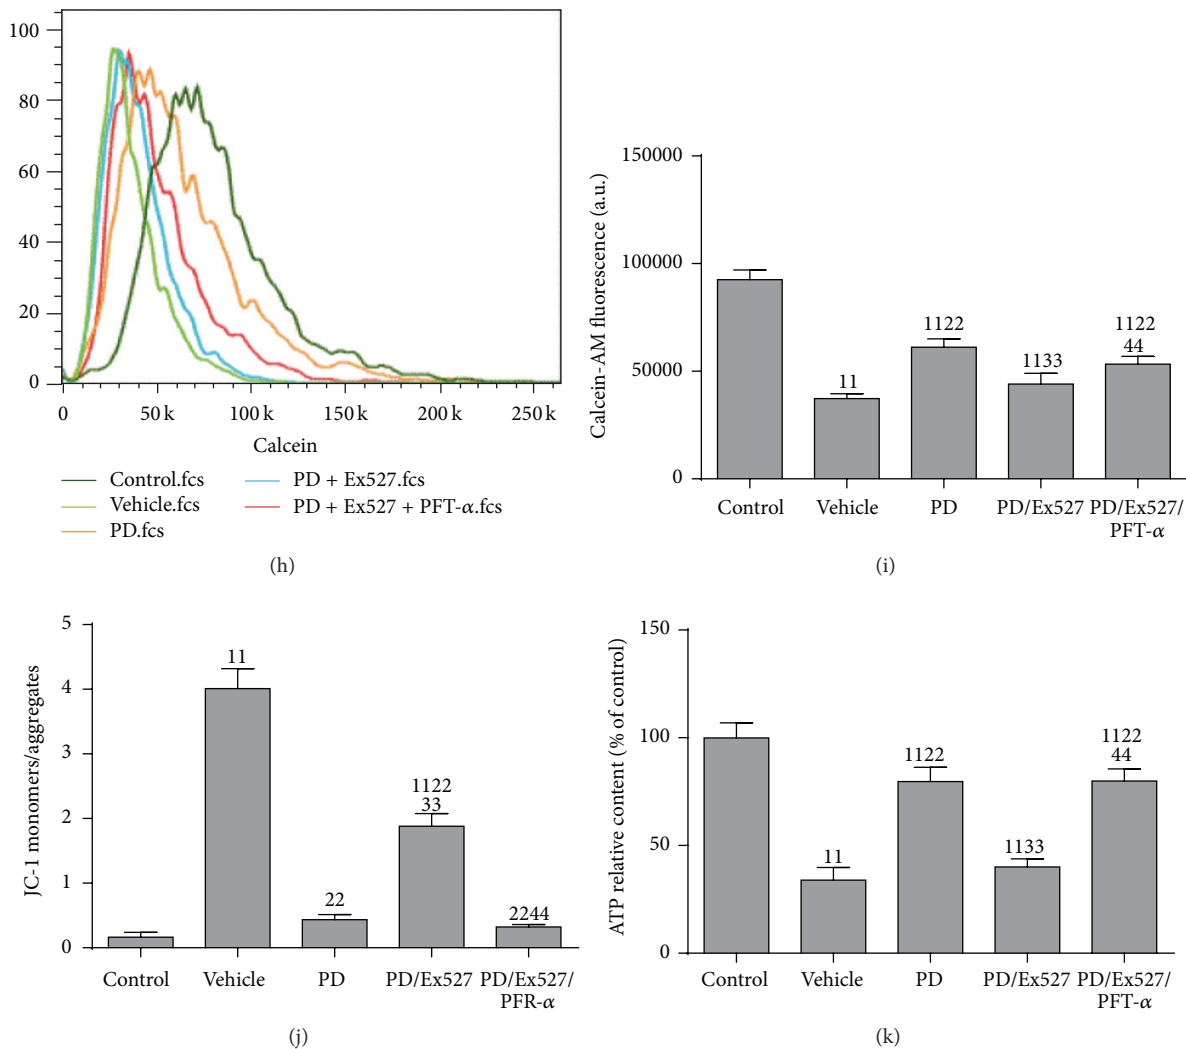 100
80
60
40
20
0
0 50 k 100 k 150 k 200 k 250 k
Calcein
Control.fcs
Vehicle.fcs
PD.fcs
PD + Ex527.fcs
PD + Ex527 + PFT-α.fcs
(h)
Calcein-AM fluorescence (a.u.)
150000
100000
50000
0
11
1122
1133
1122
44
Control Vehicle PD PD/Ex527 PD/Ex527/
PFT-α
(i)
JC-1 monomers/aggregates
5
4
3
2
1
0
11
22
1122
33
2244
Control Vehicle PD PD/Ex527 PD/Ex527/
PFR-α
(j)
ATP relative content (% of control)
150
100
50
0
11
1122
1133
1122
44
Control Vehicle PD PD/Ex527 PD/Ex527/
PFT-α
(k)